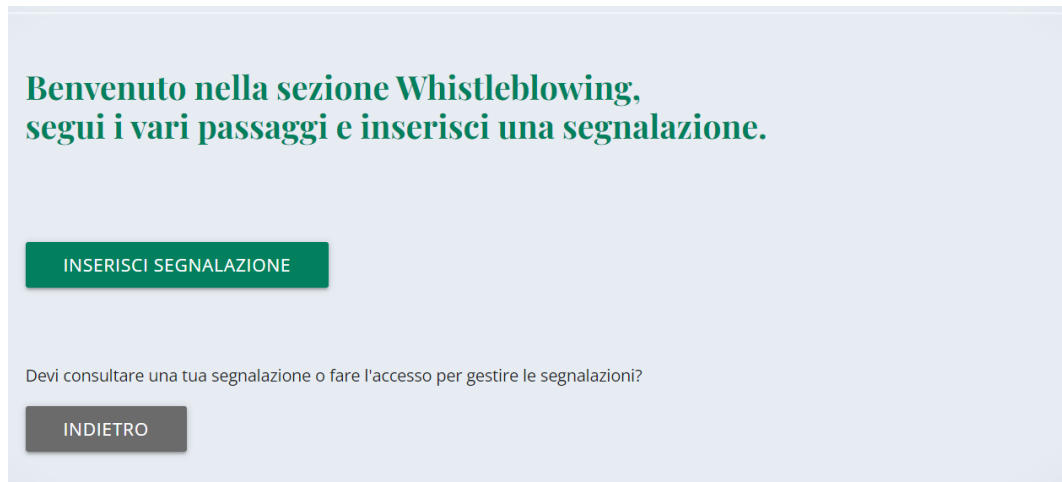 Benvenuto nella sezione Whistleblowing,
segui i vari passaggi e inserisci una segnalazione.
INSERISCI SEGNALAZIONE
Devi consultare una tua segnalazione o fare l'accesso per gestire le segnalazioni?
INDIETRO